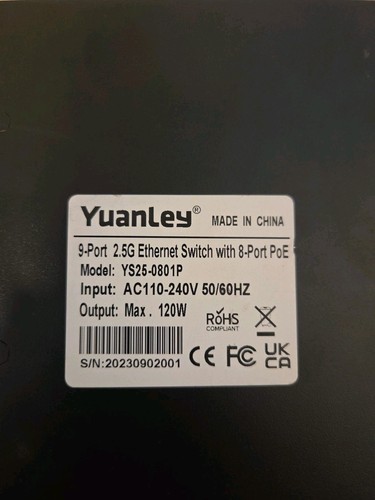 YuanLey® MADE IN CHINA
9-Port 2.5G Ethernet Switch with 8-Port PoE
Model: YS25-0801P
Input: AC110-240V 50/60HZ
Output: Max. 120W
RoHS
COMPLIANT
S/N:20230902001
CE FC UK
CA